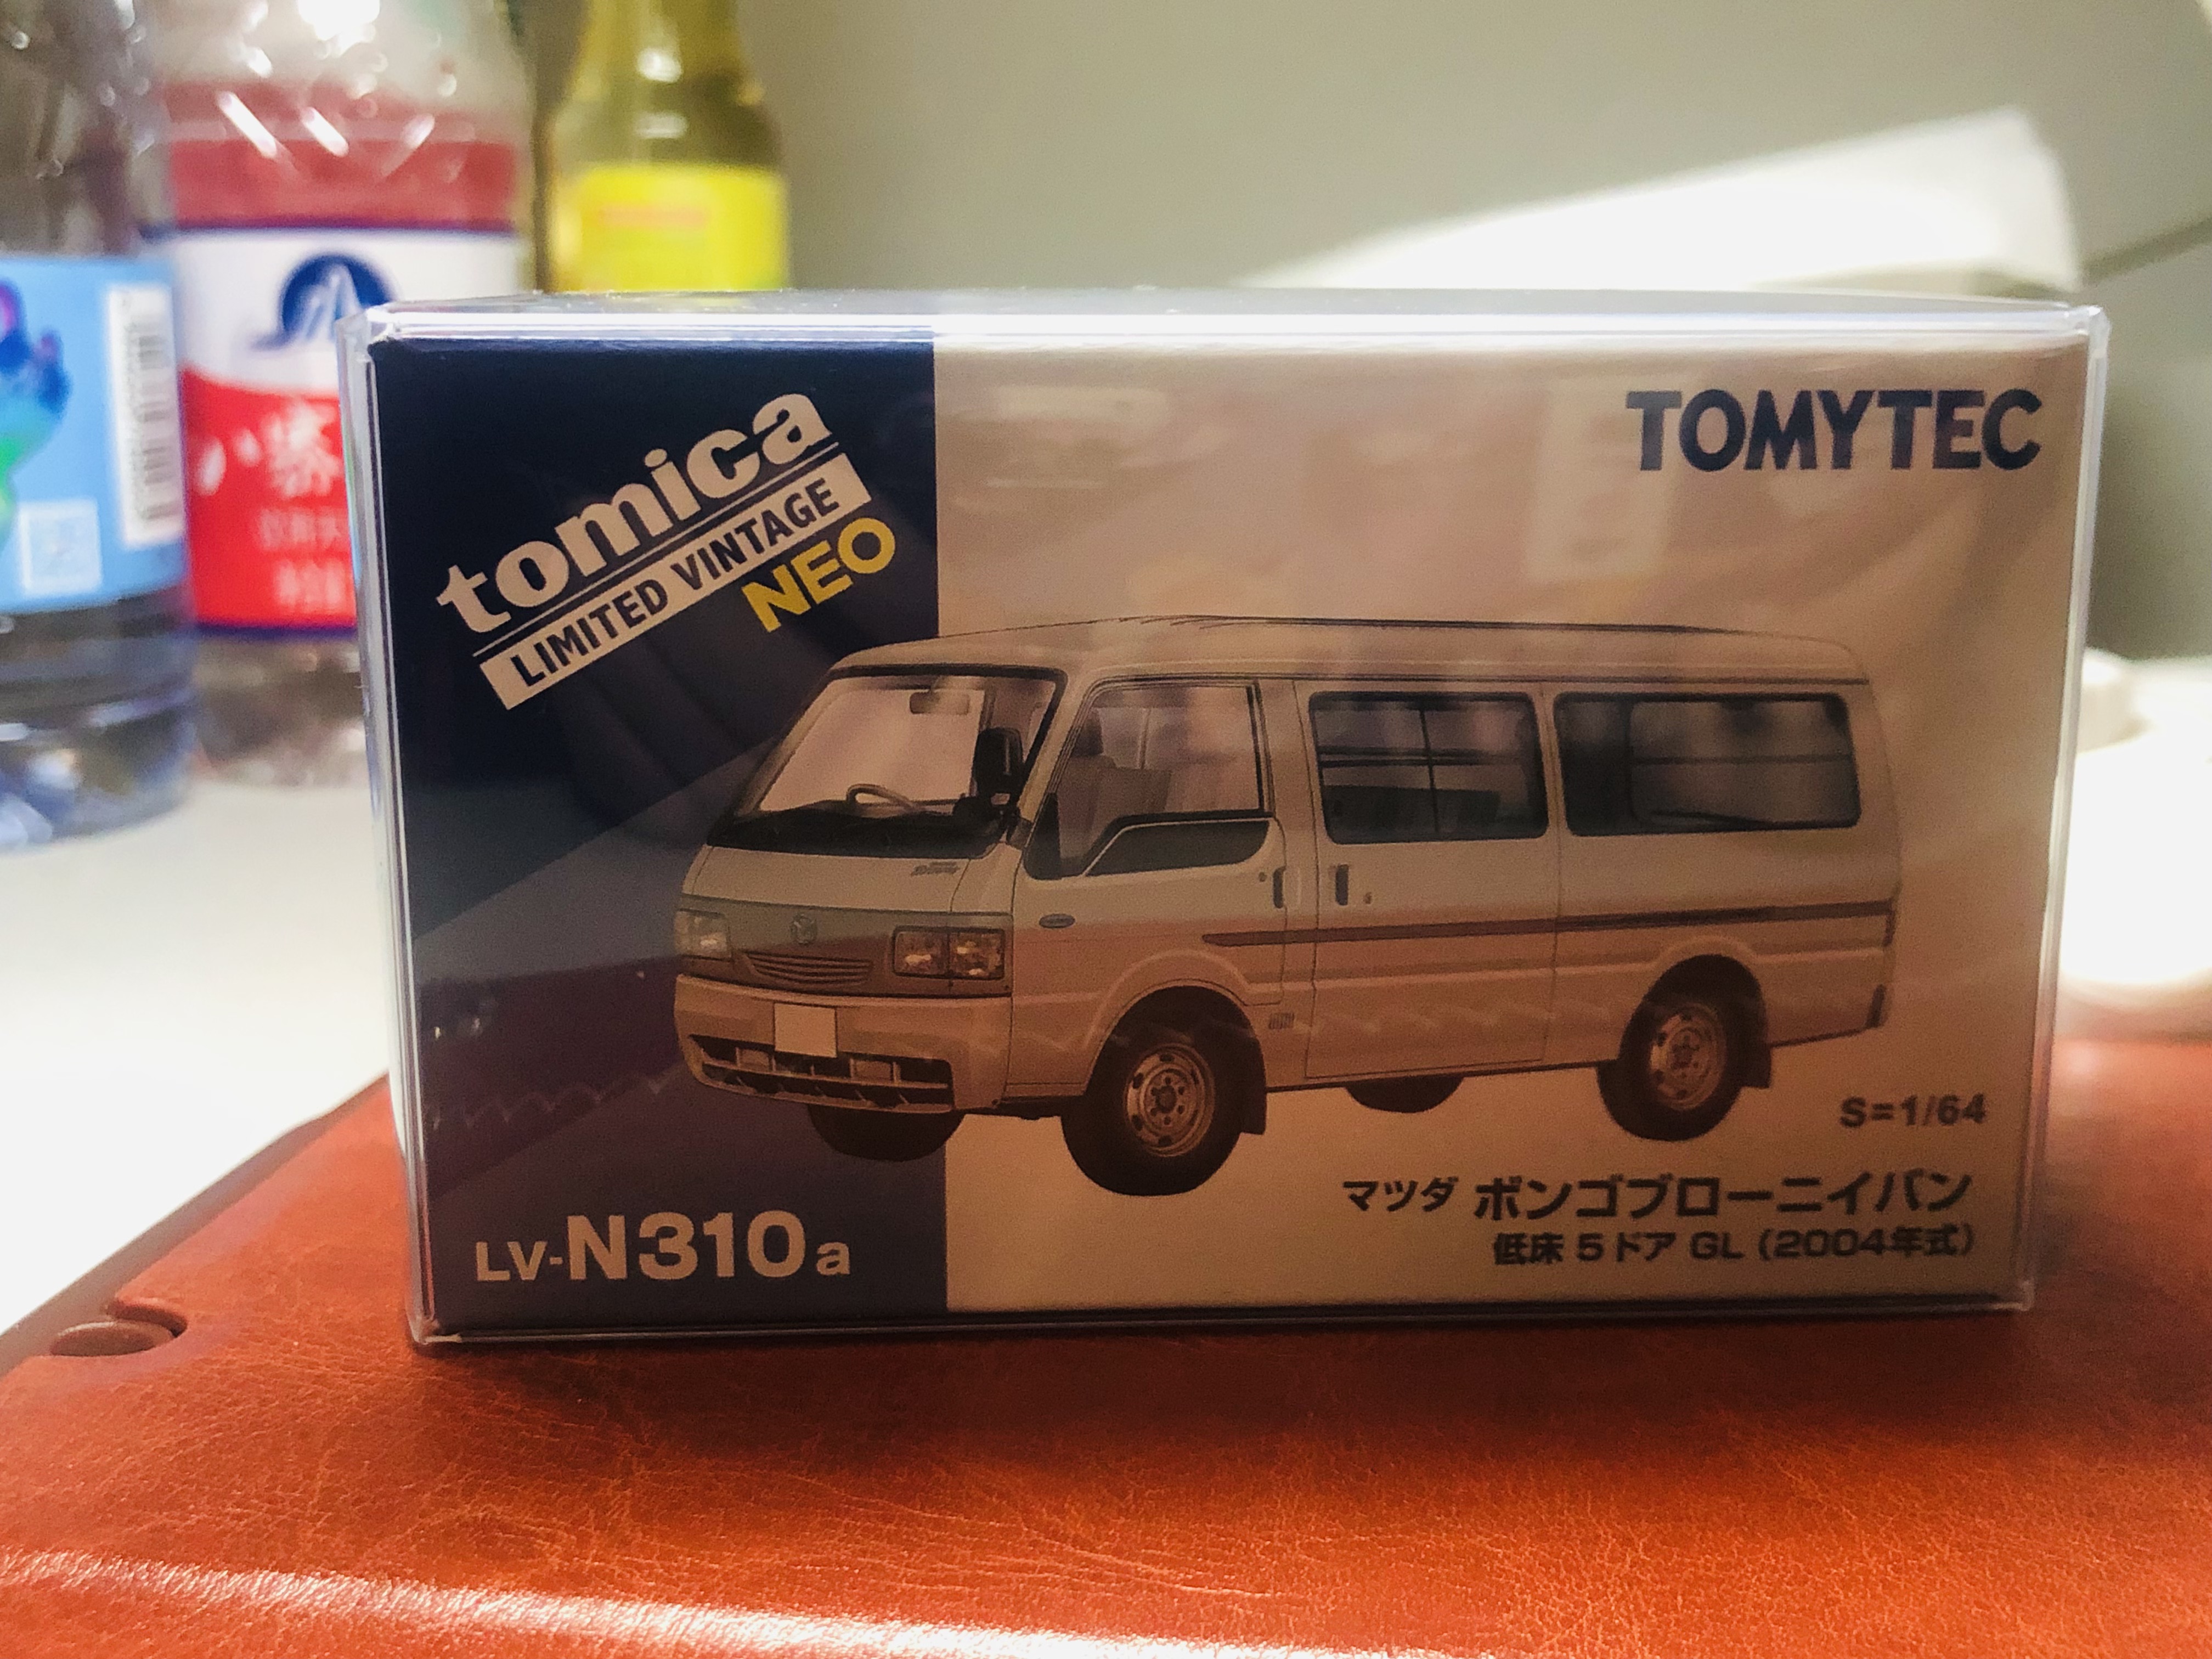 tomica
LIMITED VINTAGE
NEO
TOMYTEC
S=1/64
マツダ ボンゴブローニイバン
低床 5ドア GL (2004年式)
LV-N310a